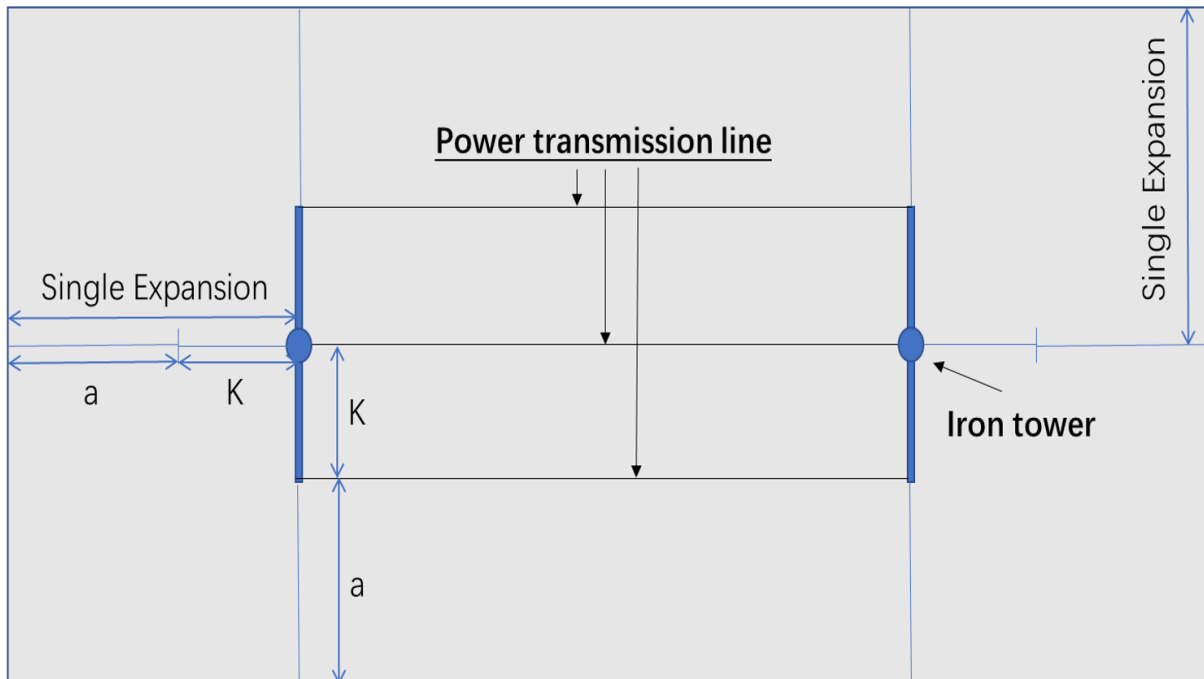 Single Expansion
Power transmission line
Single Expansion
a
K
K
Iron tower
a